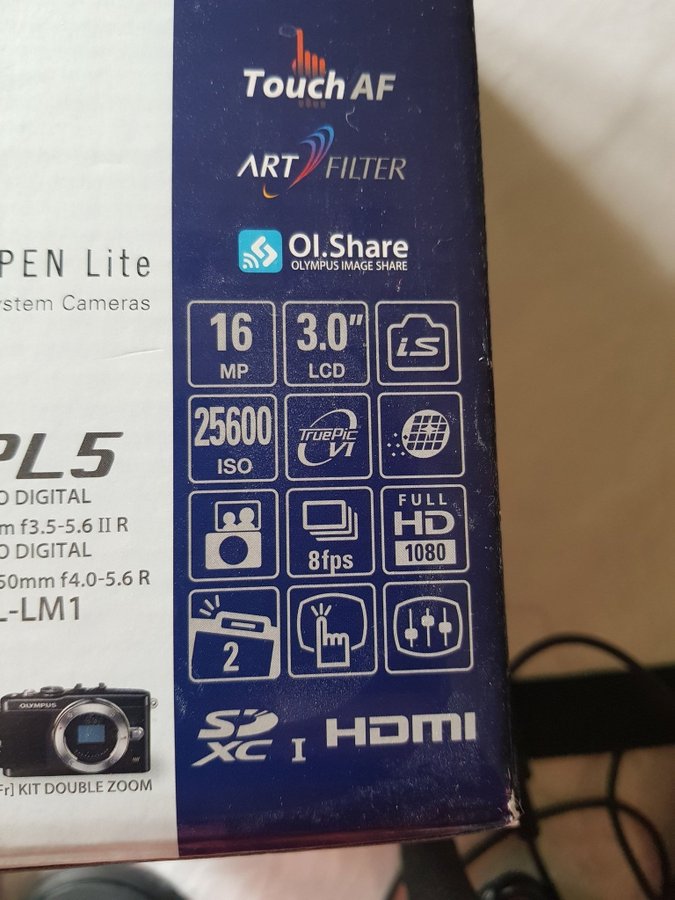 Touch AF
ART FILTER
OI.Share
OLYMPUS IMAGE SHARE
PEN Lite
ystem Cameras
16
MP
3.0"
LCD
iS
25600
ISO
TruePic
VI
8fps
FULL
HD
1080
2
PL5
O DIGITAL
m f3.5-5.6 II R
O DIGITAL
50mm f4.0-5.6 R
L-LM1
OLYMPUS
Fr] KIT DOUBLE ZOOM
SD
XC I
HDMI